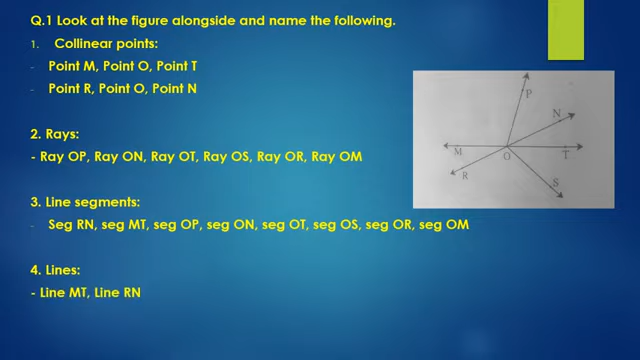 Q.1 Look at the figure alongside and name the following.
1. Collinear points:
- Point M, Point O, Point T
- Point R, Point O, Point N
2. Rays:
- Ray OP, Ray ON, Ray OT, Ray OS, Ray OR, Ray OM
3. Line segments:
- Seg RN, seg MT, seg OP, seg ON, seg OT, seg OS, seg OR, seg OM
4. Lines:
- Line MT, Line RN
P
N
M
O
T
R
S